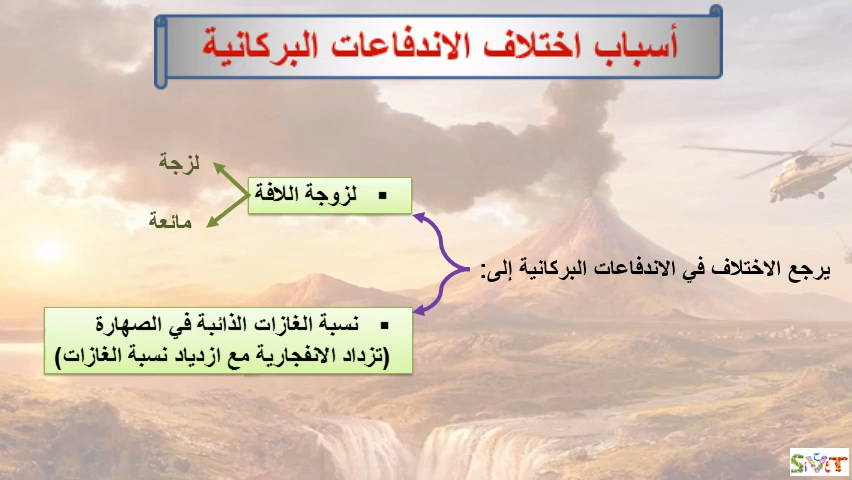 أسباب اختلاف الاندفاعات البركانية
يرجع الاختلاف في الاندفاعات البركانية إلى:
▪ لزوجة اللافة
لزجة
مائعة
▪ نسبة الغازات الذائبة في الصهارة
(تزداد الانفجارية مع ازدياد نسبة الغازات)
SVT